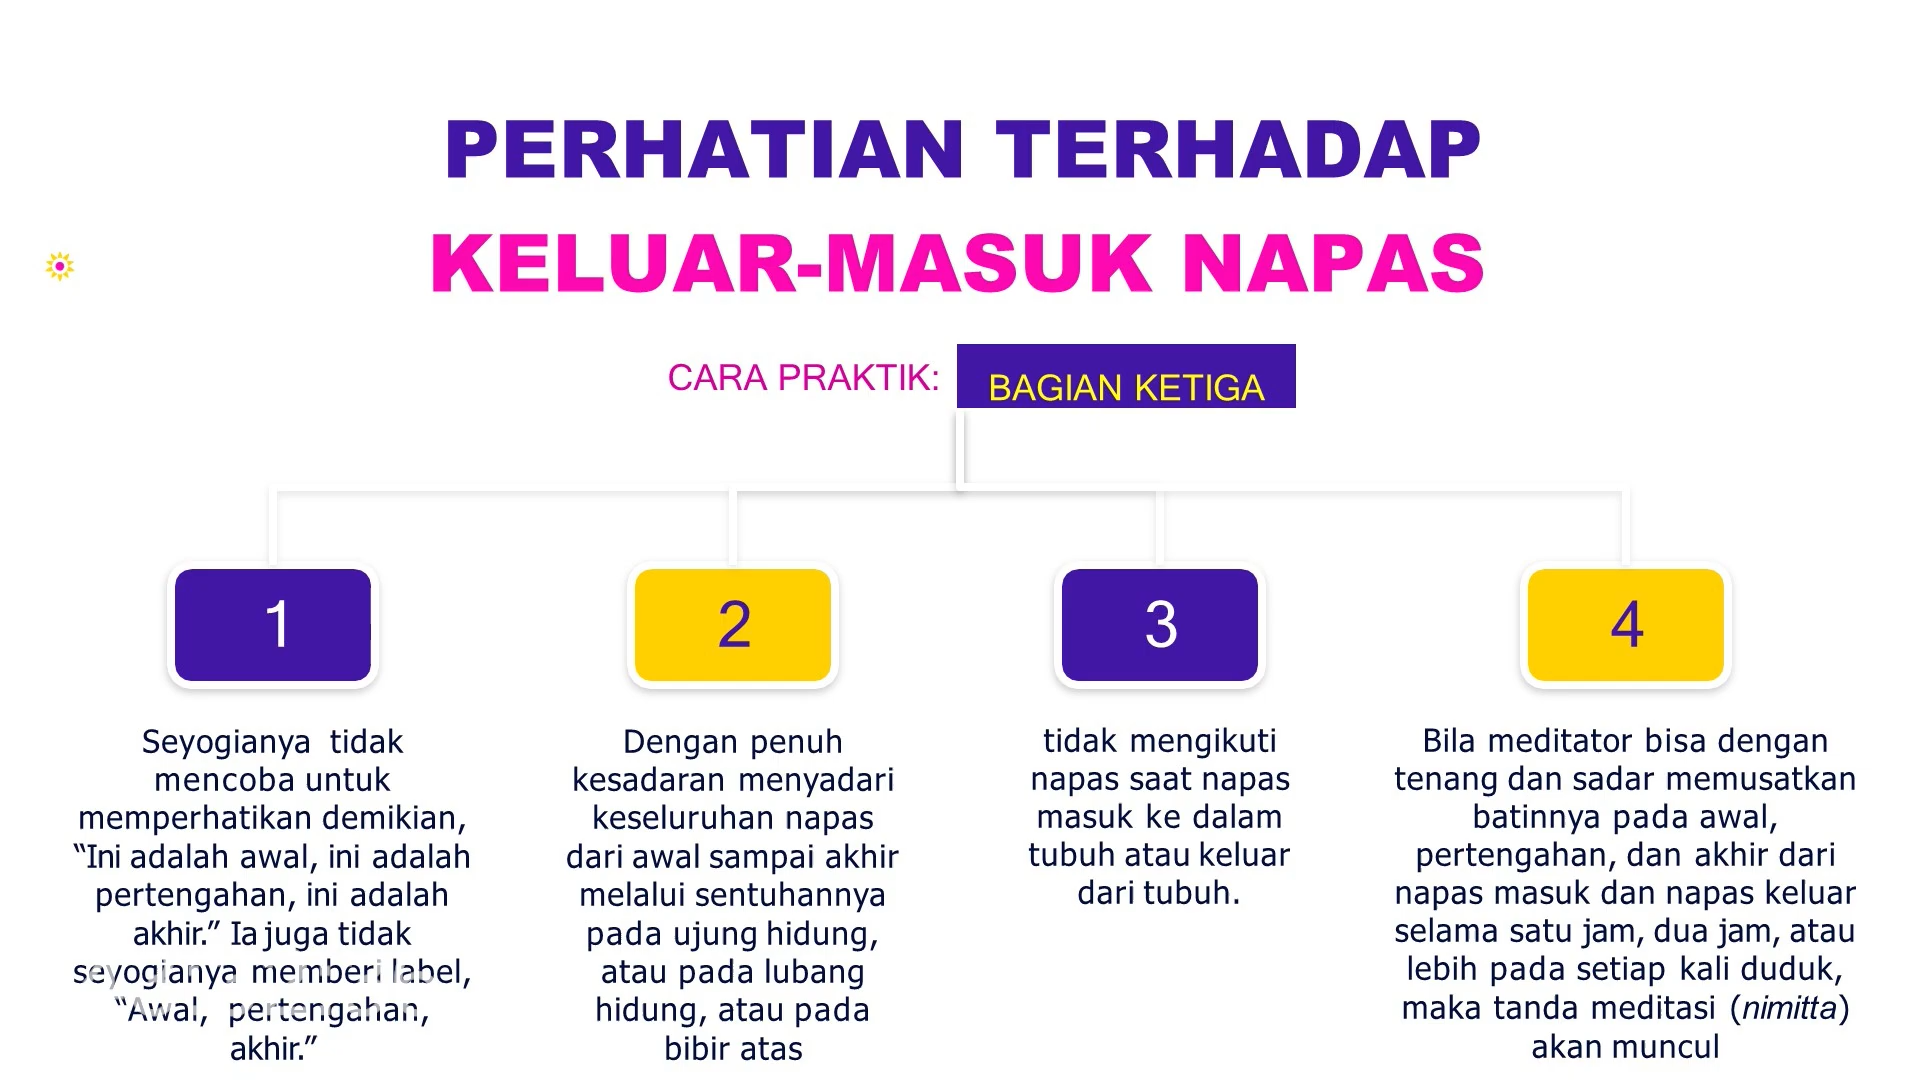 PERHATIAN TERHADAP
KELUAR-MASUK NAPAS
CARA PRAKTIK: BAGIAN KETIGA
1
Seyogianya tidak
mencoba untuk
memperhatikan demikian,
“Ini adalah awal, ini adalah
pertengahan, ini adalah
akhir.” Ia juga tidak
seyogianya memberi label,
“Awal, pertengahan,
akhir.”
2
Dengan penuh
kesadaran menyadari
keseluruhan napas
dari awal sampai akhir
melalui sentuhannya
pada ujung hidung,
atau pada lubang
hidung, atau pada
bibir atas
3
tidak mengikuti
napas saat napas
masuk ke dalam
tubuh atau keluar
dari tubuh.
4
Bila meditator bisa dengan
tenang dan sadar memusatkan
batinnya pada awal,
pertengahan, dan akhir dari
napas masuk dan napas keluar
selama satu jam, dua jam, atau
lebih pada setiap kali duduk,
maka tanda meditasi (nimitta)
akan muncul